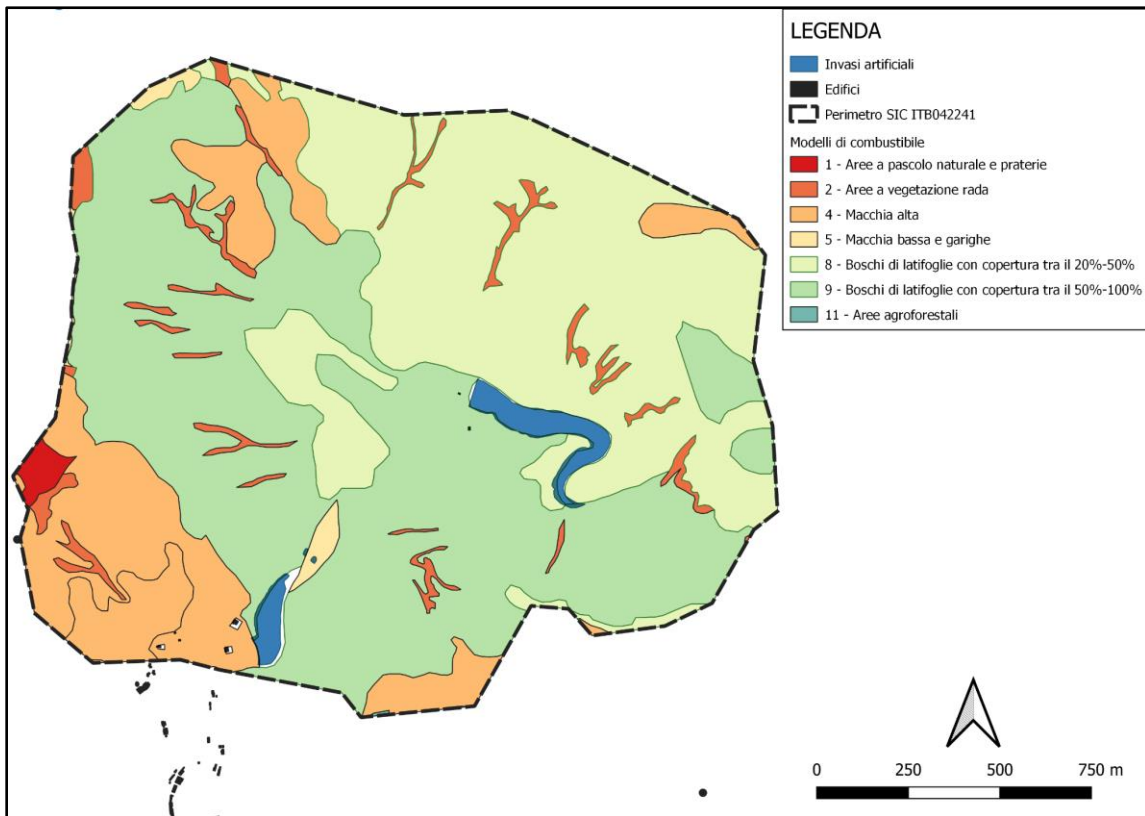 LEGENDA
Invasi artificiali
Edifici
Perimetro SIC ITB042241
Modelli di combustibile
1 - Aree a pascolo naturale e praterie
2 - Aree a vegetazione rada
4 - Macchia alta
5 - Macchia bassa e garighe
8 - Boschi di latifoglie con copertura tra il 20%-50%
9 - Boschi di latifoglie con copertura tra il 50%-100%
11 - Aree agroforestali
0 250 500 750 m